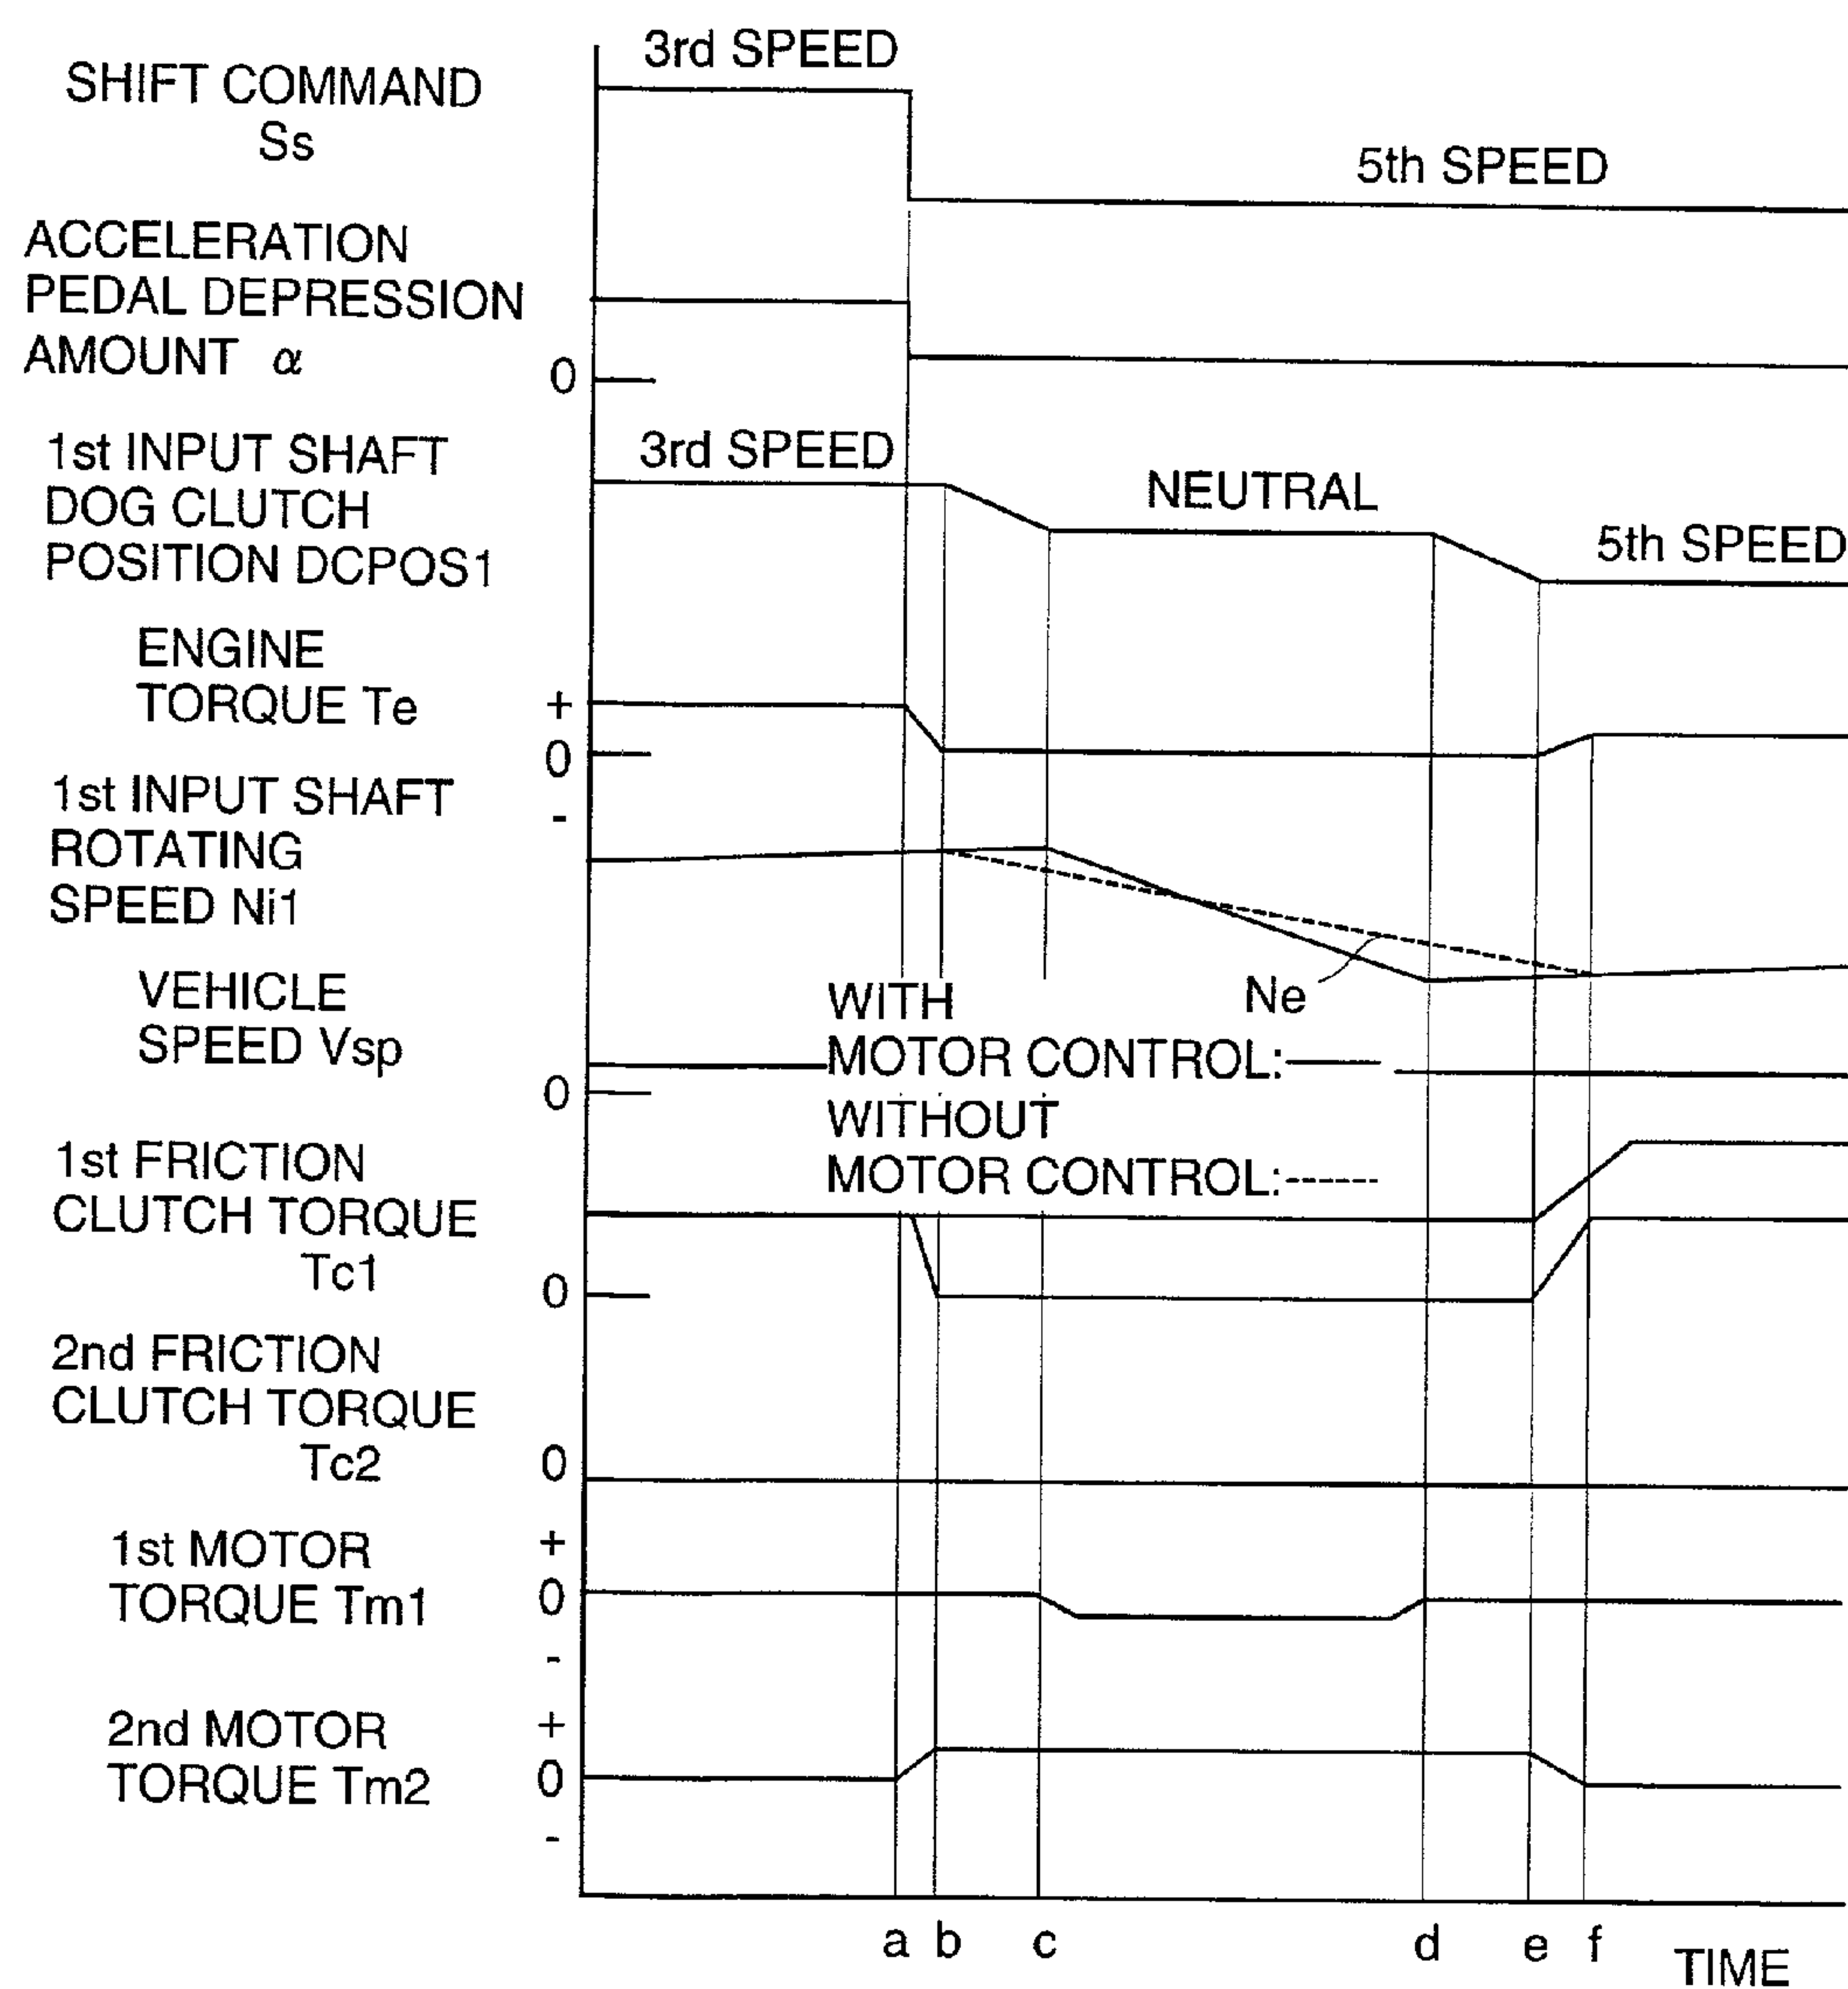 3rd SPEED
SHIFT COMMAND
Ss
5th SPEED
ACCELERATION
PEDAL DEPRESSION
AMOUNT α
0
1st INPUT SHAFT
DOG CLUTCH
POSITION DCPOS1
3rd SPEED
NEUTRAL
5th SPEED
ENGINE
TORQUE Te
+
0
-
1st INPUT SHAFT
ROTATING
SPEED Ni1
Ne
VEHICLE
SPEED Vsp
0
WITH
MOTOR CONTROL:
WITHOUT
MOTOR CONTROL:
1st FRICTION
CLUTCH TORQUE
Tc1
0
2nd FRICTION
CLUTCH TORQUE
Tc2
0
1st MOTOR
TORQUE Tm1
+
0
-
2nd MOTOR
TORQUE Tm2
+
0
-
a b c d e f
TIME